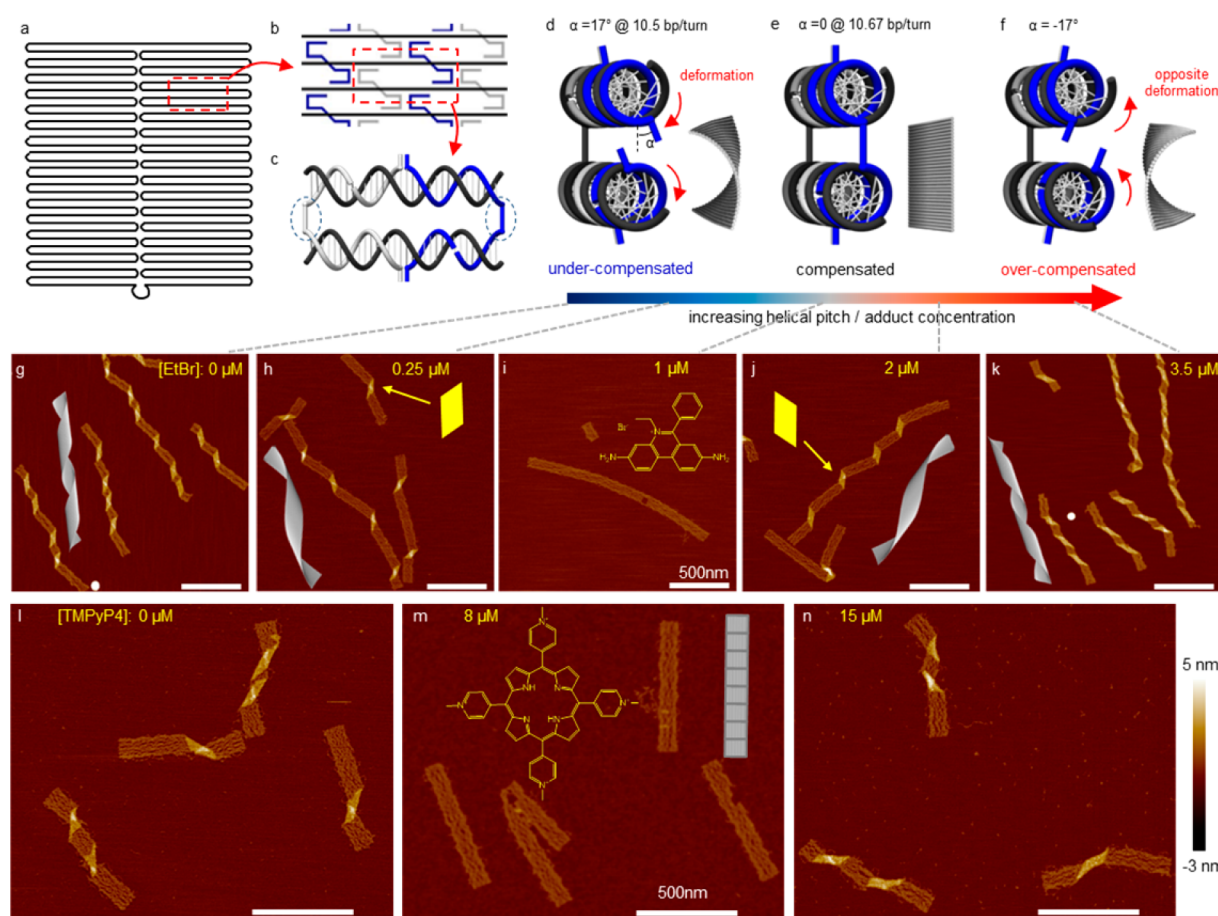 a
b
c
d
α = 17° @ 10.5 bp/turn
deformation
α
under-compensated
e
α =0 @ 10.67 bp/turn
compensated
f
α = -17°
opposite
deformation
over-compensated
increasing helical pitch / adduct concentration
g
[EtBr]: 0 µM
h
0.25 µM
i
1 µM
Br-
N+
H2N
NH2
500nm
j
2 µM
k
3.5 µM
l
[TMPyP4]: 0 µM
m
8 µM
N+
NH
N
N+
N+
N
HN
N+
500nm
n
15 µM
5 nm
-3 nm